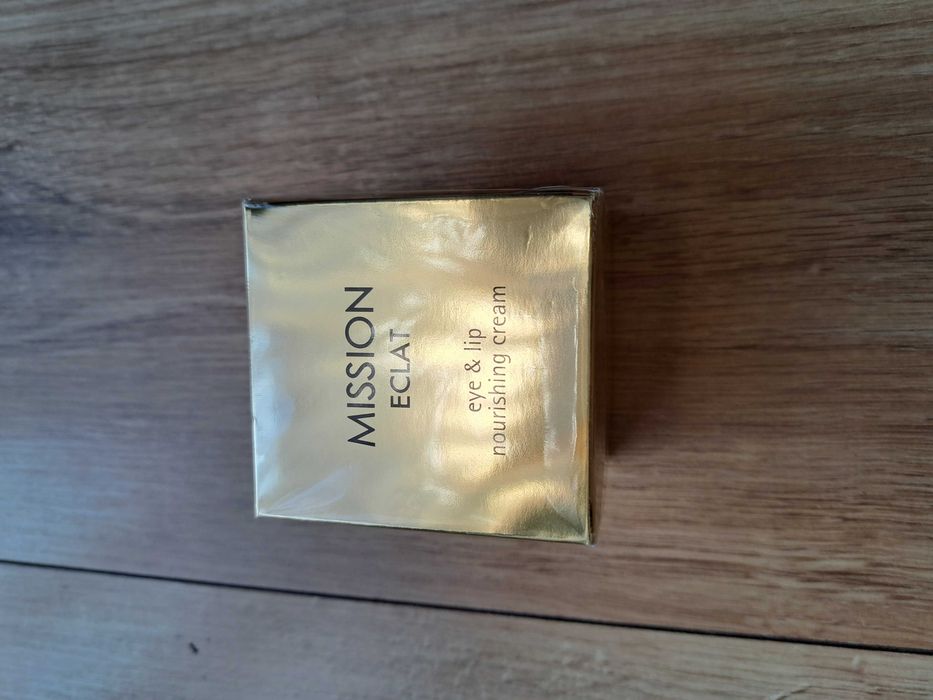 MISSION
ECLAT
eye & lip
nourishing cream